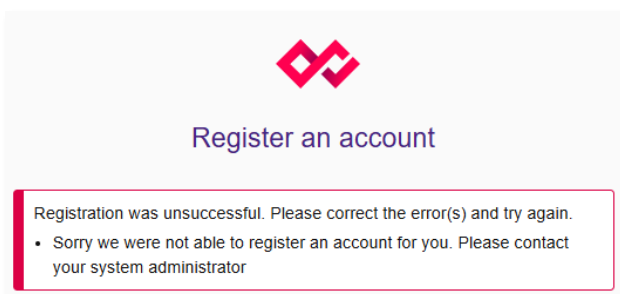 Register an account
Registration was unsuccessful. Please correct the error(s) and try again.
• Sorry we were not able to register an account for you. Please contact
your system administrator